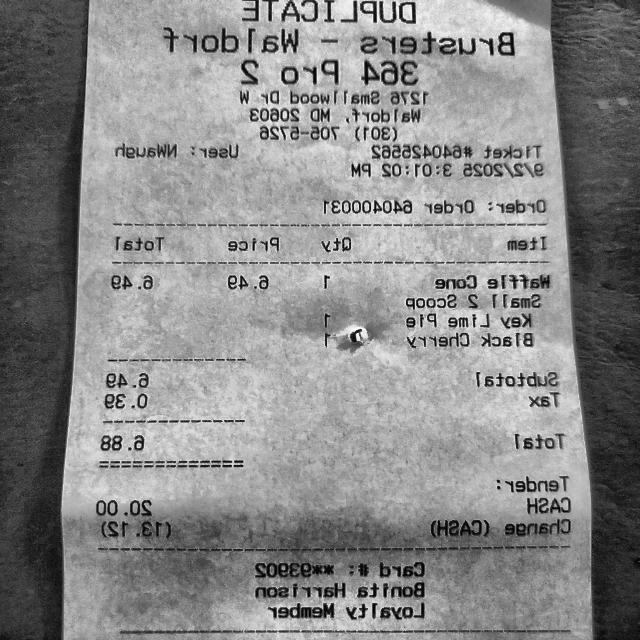 DUPLICATE
Brusters - Waldorf
364 Pro 2
1276 Smallwood Dr W
Waldorf, MD 20603
(301) 705-5726
Ticket #640425562 User: NWaugh
9/2/2025 3:01:02 PM
Order: Order 640400031
Item Qty Price Total
Waffle Cone 1 6.49 6.49
Small 2 Scoop
Key Lime Pie 1
Black Cherry 1
Subtotal 6.49
Tax 0.39
Total 6.88
Tender:
CASH 20.00
Change (CASH) (13.12)
Card #: **93902
Bonita Harrison
Loyalty Member